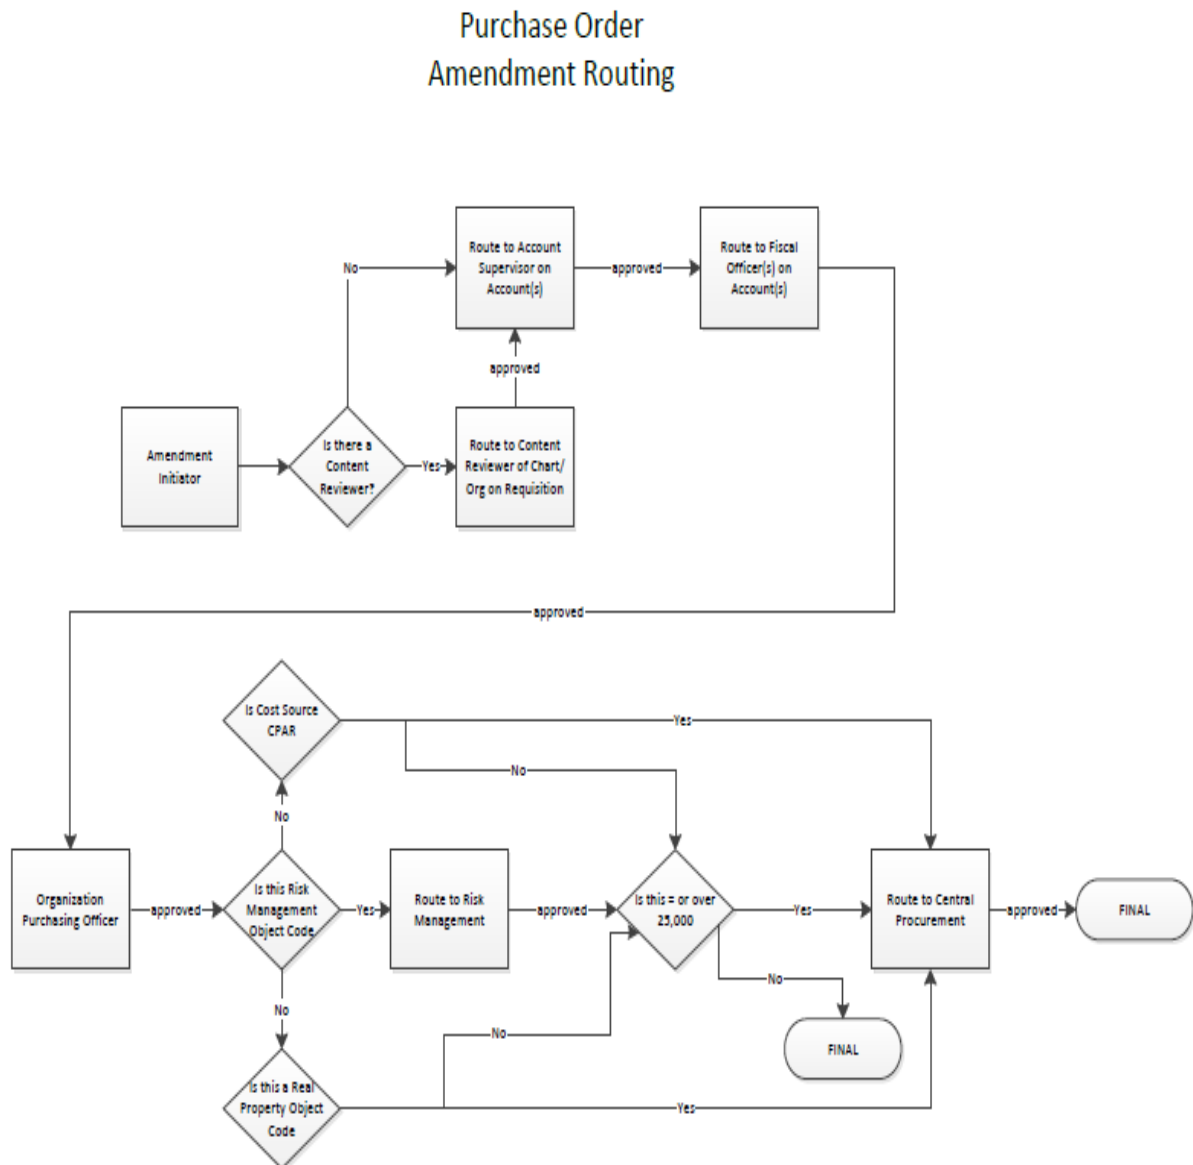 Purchase Order
Amendment Routing
Route to Account
Supervisor on
Account(s)
Route to Fiscal
Officer(s) on
Account(s)
No
approved
approved
Amendment
Initiator
Is there a
Content
Reviewer?
Yes
Route to Content
Reviewer of Chart/
Org on Requisition
approved
Is Cost Source
CPAR
Yes
No
No
Organization
Purchasing Officer
approved
Is this Risk
Management
Object Code
Yes
Route to Risk
Management
approved
Is this = or over
25,000
Yes
Route to Central
Procurement
approved
FINAL
No
No
No
FINAL
Is this a Real
Property Object
Code
Yes